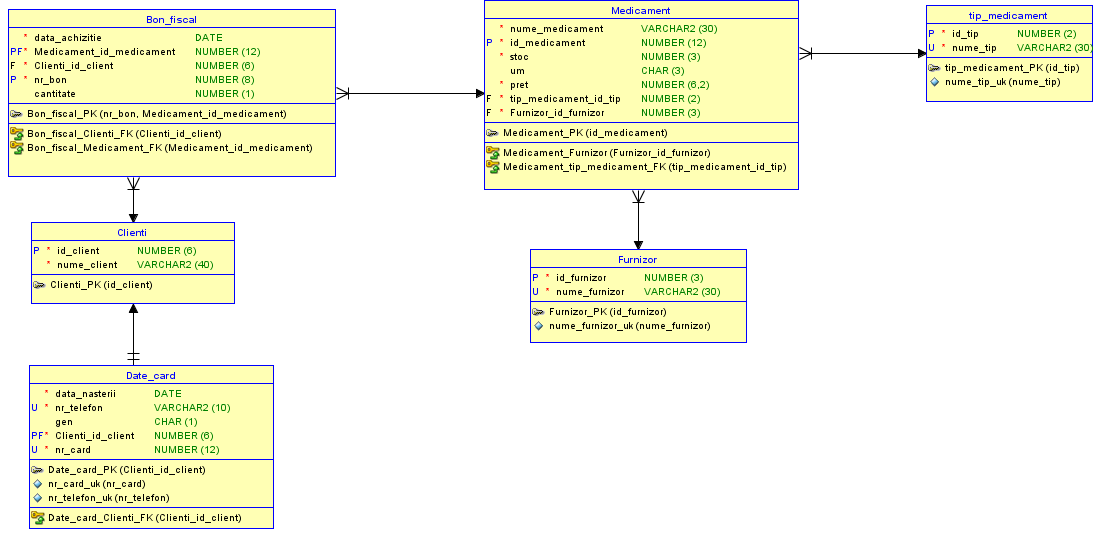 Bon_fiscal
* data_achizitie DATE
PF* Medicament_id_medicament NUMBER (12)
F * Clienti_id_client NUMBER (6)
P * nr_bon NUMBER (8)
cantitate NUMBER (1)
Bon_fiscal_PK (nr_bon, Medicament_id_medicament)
Bon_fiscal_Clienti_FK (Clienti_id_client)
Bon_fiscal_Medicament_FK (Medicament_id_medicament)
Medicament
* nume_medicament VARCHAR2 (30)
P * id_medicament NUMBER (12)
* stoc NUMBER (3)
um CHAR (3)
* pret NUMBER (6,2)
F * tip_medicament_id_tip NUMBER (2)
F * Furnizor_id_furnizor NUMBER (3)
Medicament_PK (id_medicament)
Medicament_Furnizor (Furnizor_id_furnizor)
Medicament_tip_medicament_FK (tip_medicament_id_tip)
tip_medicament
P * id_tip NUMBER (2)
U * nume_tip VARCHAR2 (30)
tip_medicament_PK (id_tip)
nume_tip_uk (nume_tip)
Clienti
P * id_client NUMBER (6)
* nume_client VARCHAR2 (40)
Clienti_PK (id_client)
Furnizor
P * id_furnizor NUMBER (3)
U * nume_furnizor VARCHAR2 (30)
Furnizor_PK (id_furnizor)
nume_furnizor_uk (nume_furnizor)
Date_card
* data_nasterii DATE
U * nr_telefon VARCHAR2 (10)
gen CHAR (1)
PF* Clienti_id_client NUMBER (6)
U * nr_card NUMBER (12)
Date_card_PK (Clienti_id_client)
nr_card_uk (nr_card)
nr_telefon_uk (nr_telefon)
Date_card_Clienti_FK (Clienti_id_client)